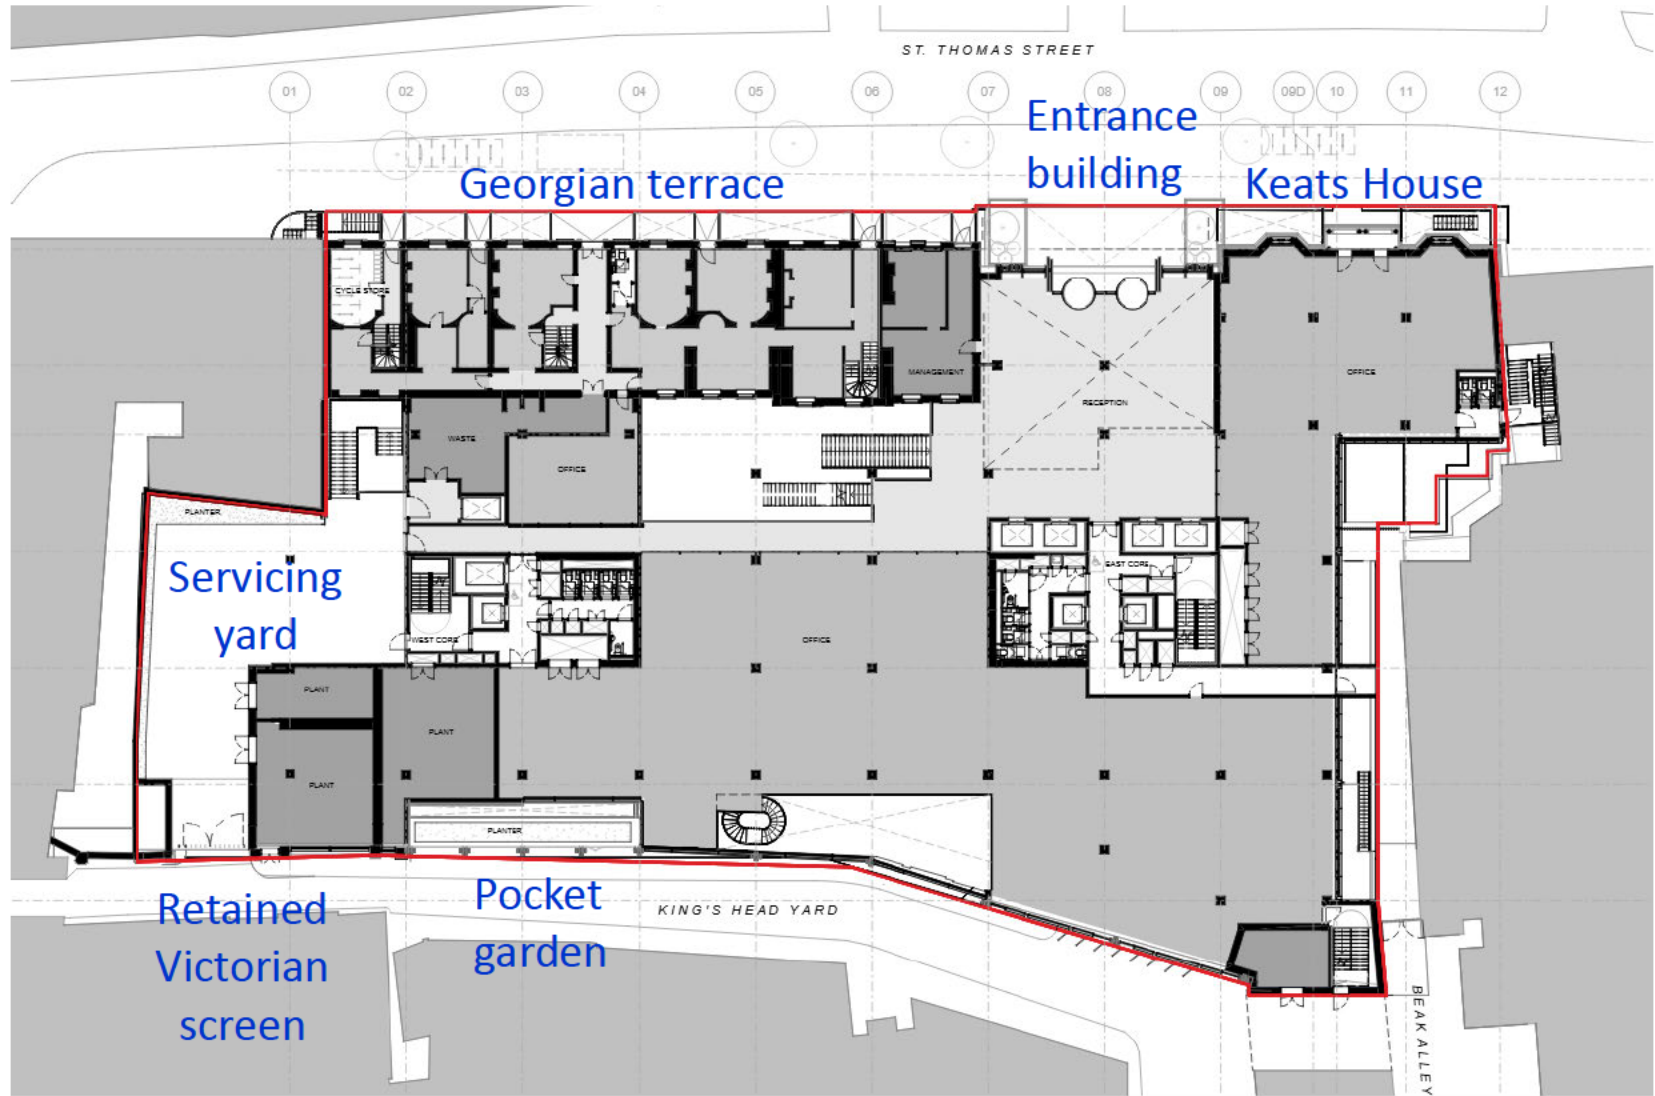 ST. THOMAS STREET
01 02 03 04 05 06 07 08 09 09D 10 11 12
Entrance
building
Georgian terrace
Keats House
CYCLE STORE
MANAGEMENT
OFFICE
RECEPTION
WASTE
OFFICE
PLANTER
Servicing
yard
EAST CORE
WEST CORE
OFFICE
PLANT
PLANT
PLANT
PLANTER
Retained
Victorian
screen
Pocket
garden
KING'S HEAD YARD
BEAK ALLEY